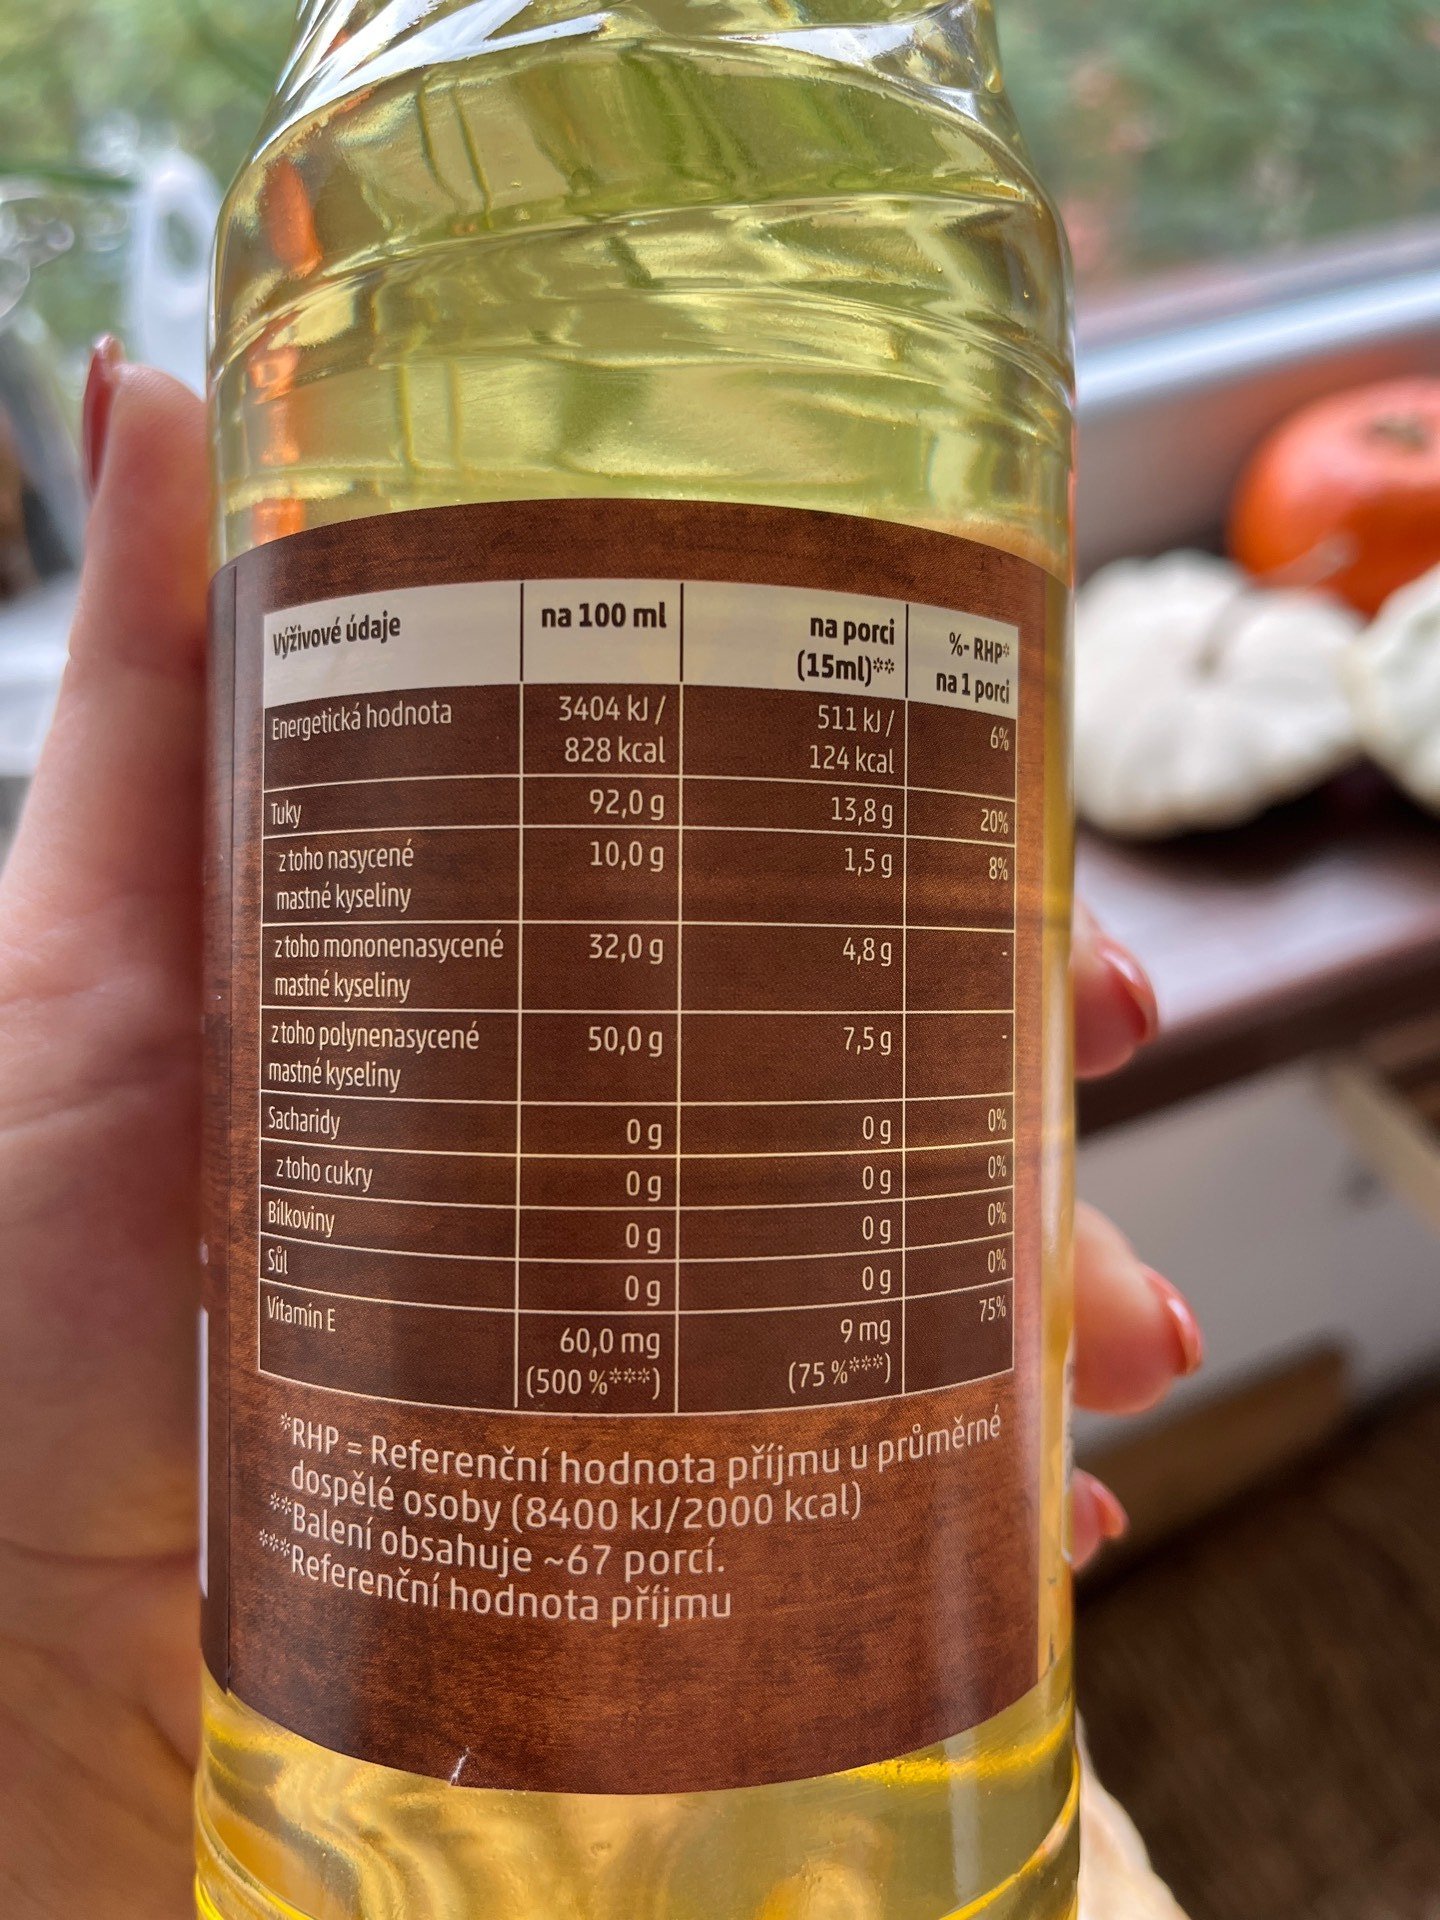 Výživové údaje na 100 ml na porci (15ml)** %- RHP* na 1 porci
Energetická hodnota 3404 kJ / 828 kcal 511 kJ / 124 kcal 6%
Tuky 92,0 g 13,8 g 20%
z toho nasycené mastné kyseliny 10,0 g 1,5 g 8%
z toho mononenasycené mastné kyseliny 32,0 g 4,8 g -
z toho polynenasycené mastné kyseliny 50,0 g 7,5 g -
Sacharidy 0 g 0 g 0%
z toho cukry 0 g 0 g 0%
Bílkoviny 0 g 0 g 0%
Sůl 0 g 0 g 0%
Vitamin E 60,0 mg (500 %***) 9 mg (75 %***) 75%
*RHP = Referenční hodnota příjmu u průměrné
dospělé osoby (8400 kJ/2000 kcal)
**Balení obsahuje ~67 porcí.
***Referenční hodnota příjmu